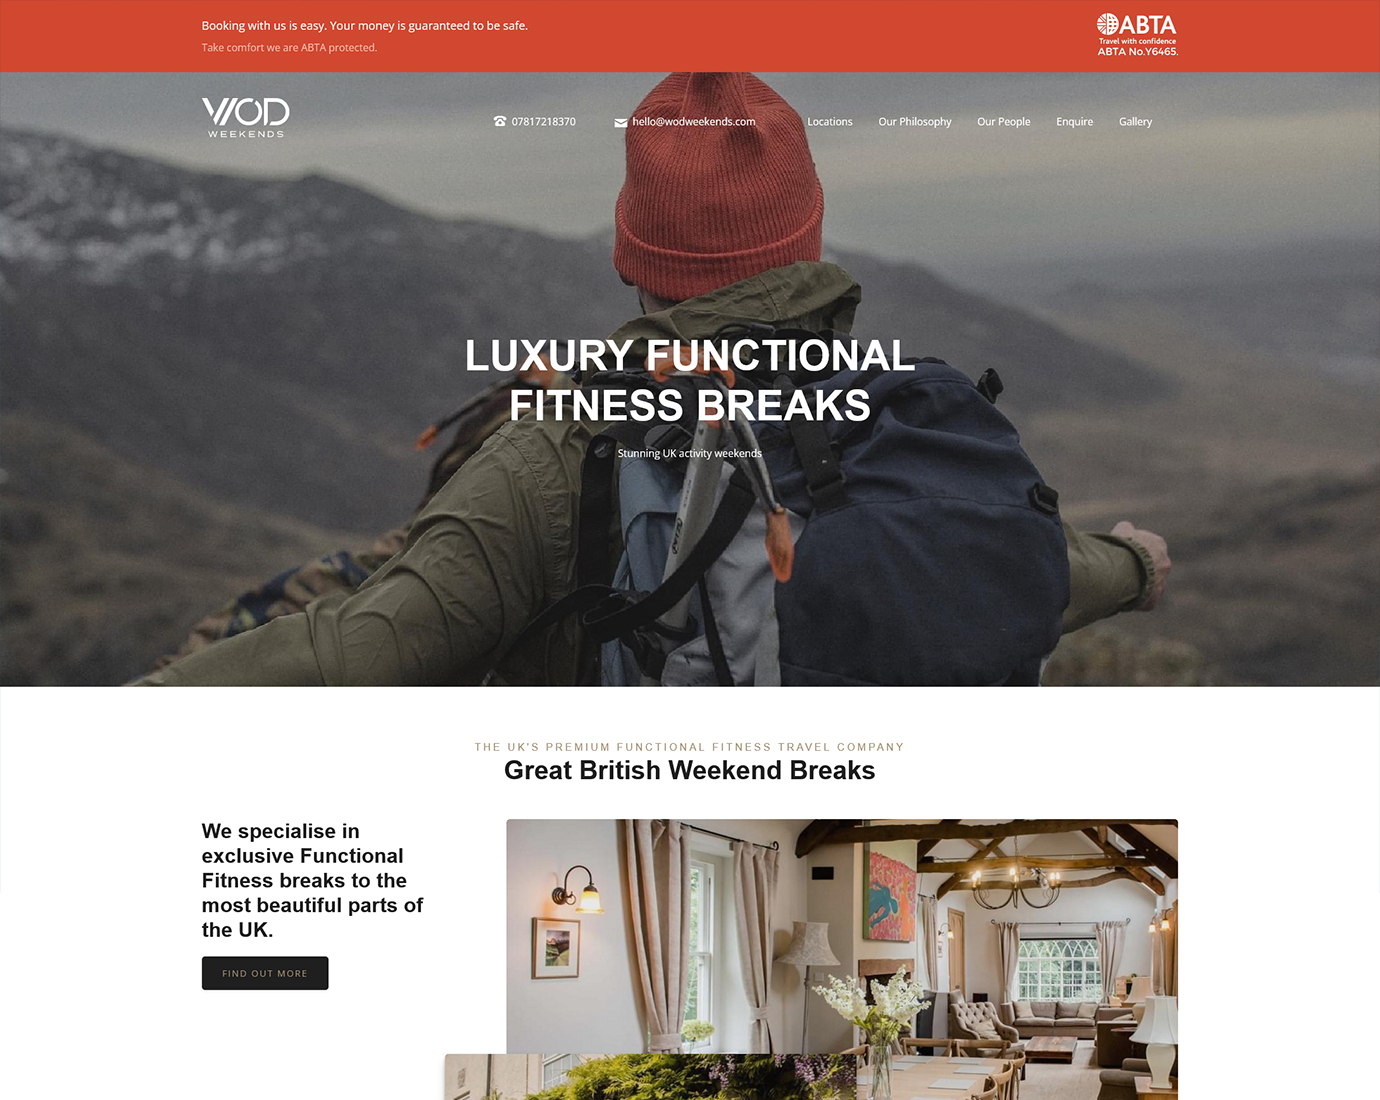 Booking with us is easy. Your money is guaranteed to be safe.
Take comfort we are ABTA protected.
ABTA
Travel with confidence
ABTA No.Y6465.
WOD
WEEKENDS
07817218370
hello@wodweekends.com
Locations
Our Philosophy
Our People
Enquire
Gallery
LUXURY FUNCTIONAL
FITNESS BREAKS
Stunning UK activity weekends
THE UK'S PREMIUM FUNCTIONAL FITNESS TRAVEL COMPANY
Great British Weekend Breaks
We specialise in
exclusive Functional
Fitness breaks to the
most beautiful parts of
the UK.
FIND OUT MORE